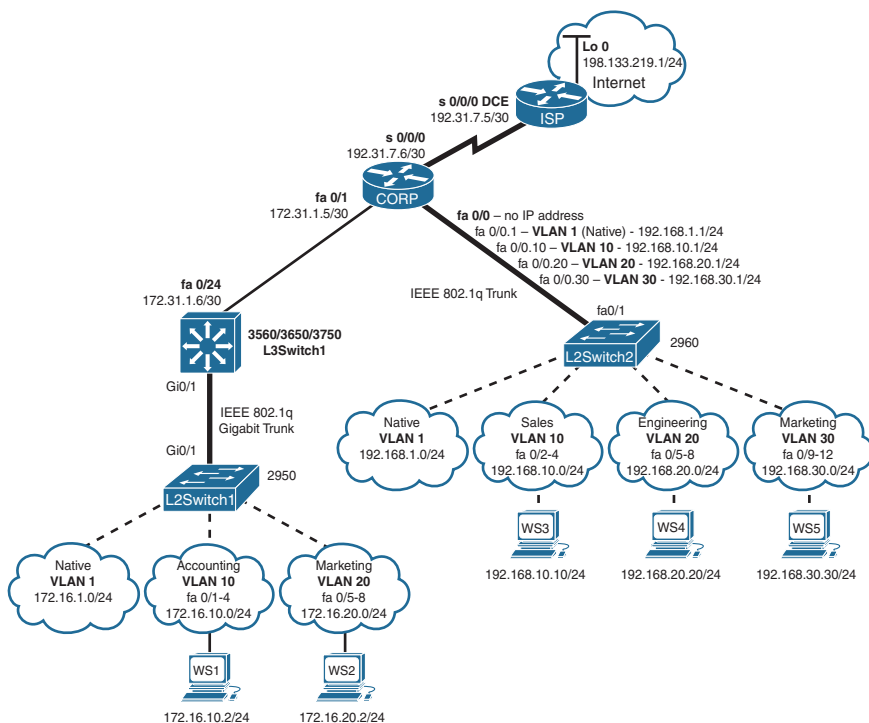 Lo 0
198.133.219.1/24
Internet
s 0/0/0 DCE
192.31.7.5/30
ISP
s 0/0/0
192.31.7.6/30
CORP
fa 0/1
172.31.1.5/30
fa 0/0 – no IP address
fa 0/0.1 – VLAN 1 (Native) - 192.168.1.1/24
fa 0/0.10 – VLAN 10 - 192.168.10.1/24
fa 0/0.20 – VLAN 20 - 192.168.20.1/24
fa 0/0.30 – VLAN 30 - 192.168.30.1/24
IEEE 802.1q Trunk
fa0/1
fa 0/24
172.31.1.6/30
3560/3650/3750
L3Switch1
Gi0/1
IEEE 802.1q
Gigabit Trunk
Gi0/1
2950
L2Switch1
2960
L2Switch2
Native
VLAN 1
192.168.1.0/24
Sales
VLAN 10
fa 0/2-4
192.168.10.0/24
Engineering
VLAN 20
fa 0/5-8
192.168.20.0/24
Marketing
VLAN 30
fa 0/9-12
192.168.30.0/24
WS3
192.168.10.10/24
WS4
192.168.20.20/24
WS5
192.168.30.30/24
Native
VLAN 1
172.16.1.0/24
Accounting
VLAN 10
fa 0/1-4
172.16.10.0/24
Marketing
VLAN 20
fa 0/5-8
172.16.20.0/24
WS1
172.16.10.2/24
WS2
172.16.20.2/24